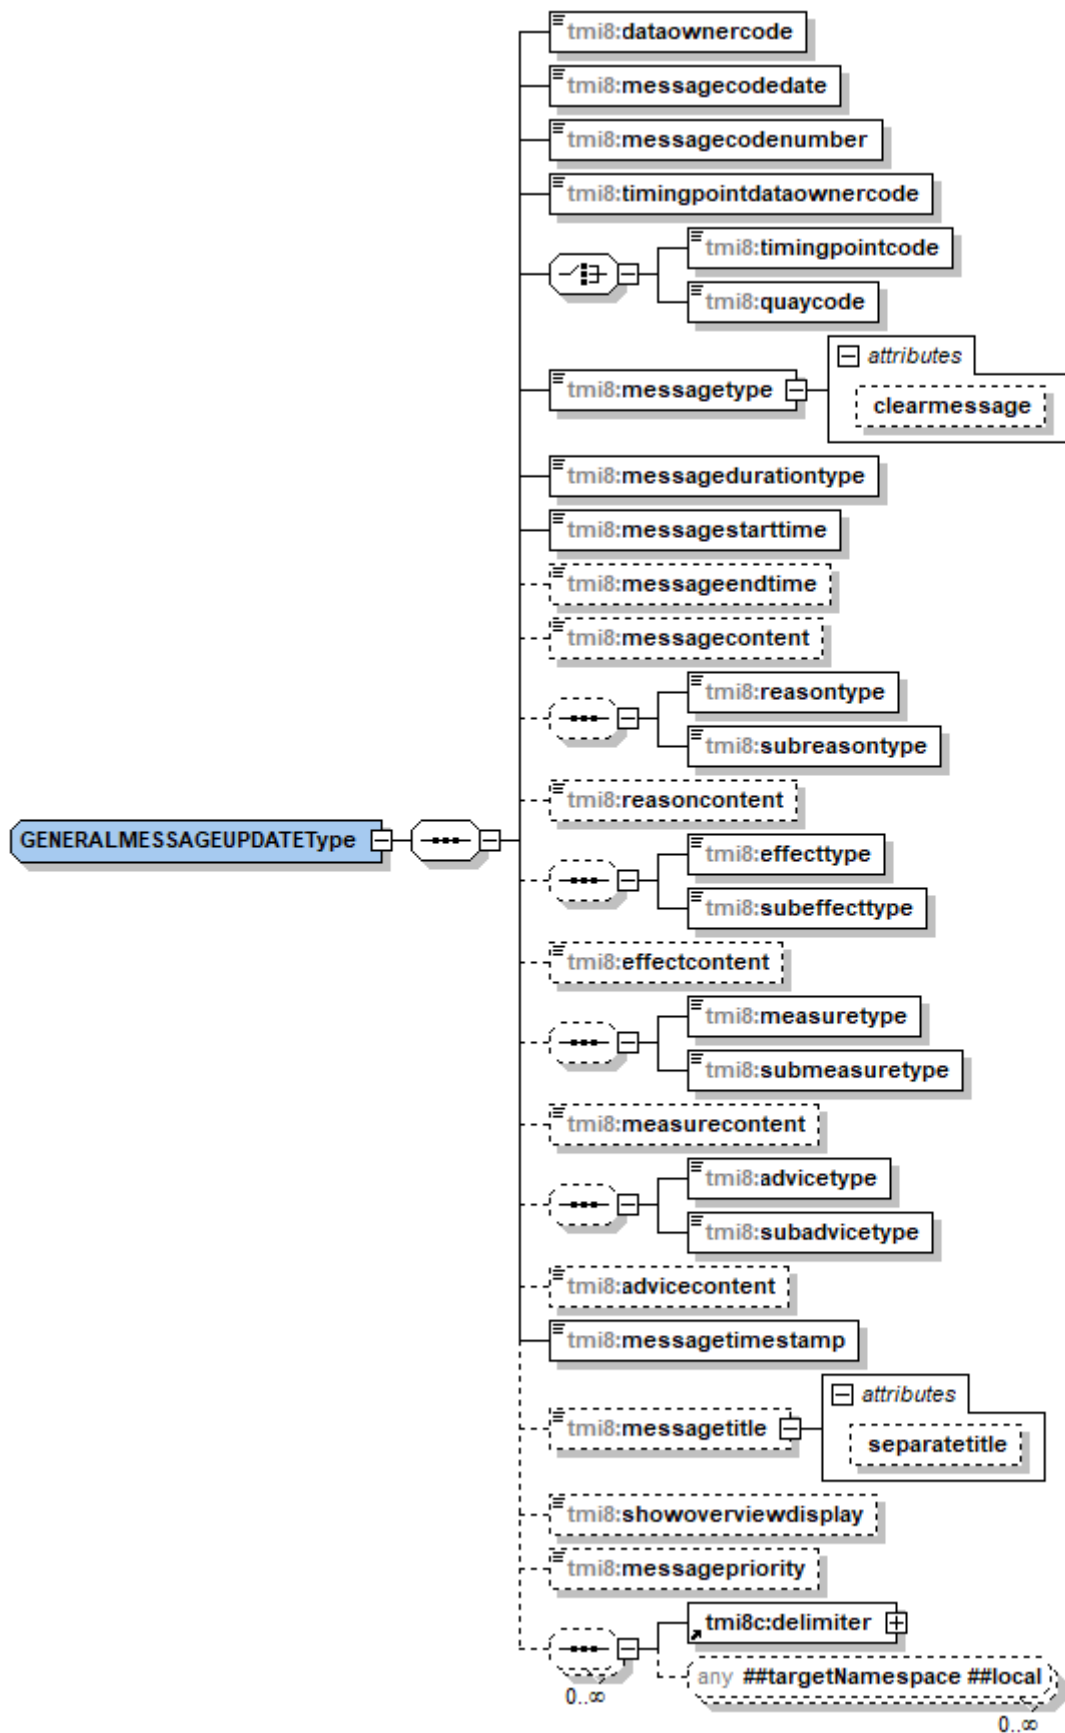 tmi8:dataownercode
tmi8:messagecodedate
tmi8:messagecodenumber
tmi8:timingpointdataownercode
tmi8:timingpointcode
tmi8:quaycode
attributes
tmi8:messagetype
clearmessage
tmi8:messagedurationtype
tmi8:messagestarttime
tmi8:messageendtime
tmi8:messagecontent
tmi8:reasontype
tmi8:subreasontype
tmi8:reasoncontent
GENERALMESSAGEUPDATEType
tmi8:effecttype
tmi8:subeffecttype
tmi8:effectcontent
tmi8:measuretype
tmi8:submeasuretype
tmi8:measurecontent
tmi8:advicetype
tmi8:subadvicetype
tmi8:advicecontent
tmi8:messagetimestamp
attributes
tmi8:messagetitle
separatetitle
tmi8:showoverviewdisplay
tmi8:messagepriority
tmi8c:delimiter
any ##targetNamespace ##local
0..∞
0..∞